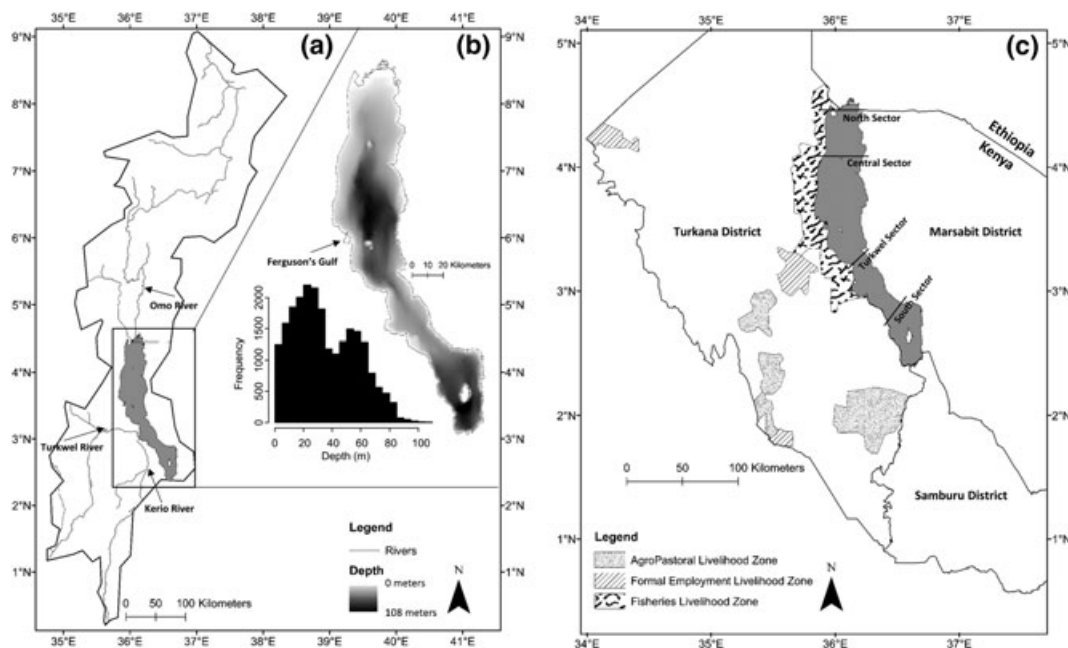 35°E 36°E 37°E 38°E 39°E 40°E 41°E
9°N
8°N
7°N
6°N
5°N
4°N
3°N
2°N
1°N
(a)
(b)
9°N
8°N
7°N
6°N
5°N
4°N
3°N
2°N
1°N
Omo River
Turkwel River
Kerio River
Ferguson's Gulf
0 10 20 Kilometers
Frequency
0 500 1000 1500 2000
0 20 40 60 80 100
Depth (m)
Legend
Rivers
Depth
0 meters
108 meters
N
0 50 100 Kilometers
35°E 36°E 37°E 38°E 39°E 40°E 41°E
34°E 35°E 36°E 37°E
(c)
5°N
4°N
3°N
2°N
1°N
5°N
4°N
3°N
2°N
1°N
North Sector
Ethiopia
Kenya
Central Sector
Turkana District
Turkwel Sector
Marsabit District
South Sector
0 50 100 Kilometers
Samburu District
Legend
AgroPastoral Livelihood Zone
Formal Employment Livelihood Zone
Fisheries Livelihood Zone
N
34°E 35°E 36°E 37°E